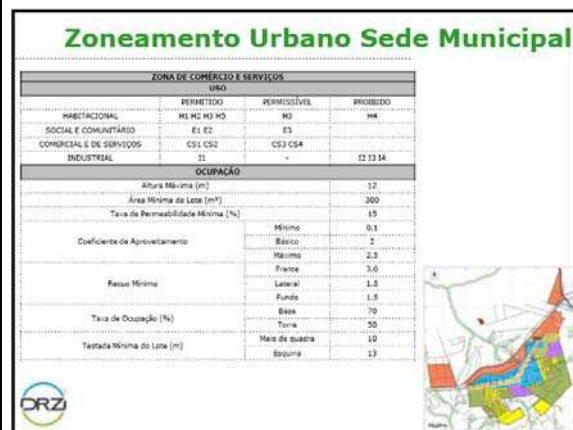 Zoneamento Urbano Sede Municipal
ZONA DE COMÉRCIO E SERVIÇOS
USO
PERMITIDO PERMISSÍVEL PROIBIDO
HABITACIONAL H1 H2 H3 H5 H3 H4
SOCIAL E COMUNITÁRIO E1 E2 E3
COMERCIAL E DE SERVIÇOS CS1 CS2 CS3 CS4
INDUSTRIAL I1 - I2 I3 I4
OCUPAÇÃO
Altura Máxima (m) 12
Área Mínima do Lote (m²) 300
Taxa de Permeabilidade Mínima (%) 15
Coeficiente de Aproveitamento
Mínimo 0.1
Básico 2
Máximo 2.5
Recuo Mínimo
Frente 3.0
Lateral 1.5
Fundo 1.5
Taxa de Ocupação (%)
Base 70
Torre 50
Testada Mínima do Lote (m)
Meio de quadra 10
Esquina 13
DRZ